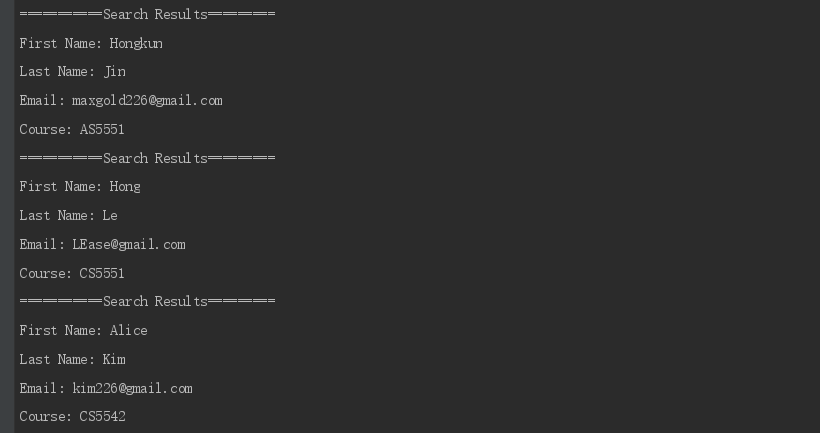 ===========Search Results=========
First Name: Hongkun
Last Name: Jin
Email: maxgold226@gmail.com
Course: AS5551
===========Search Results=========
First Name: Hong
Last Name: Le
Email: LEase@gmail.com
Course: CS5551
===========Search Results=========
First Name: Alice
Last Name: Kim
Email: kim226@gmail.com
Course: CS5542